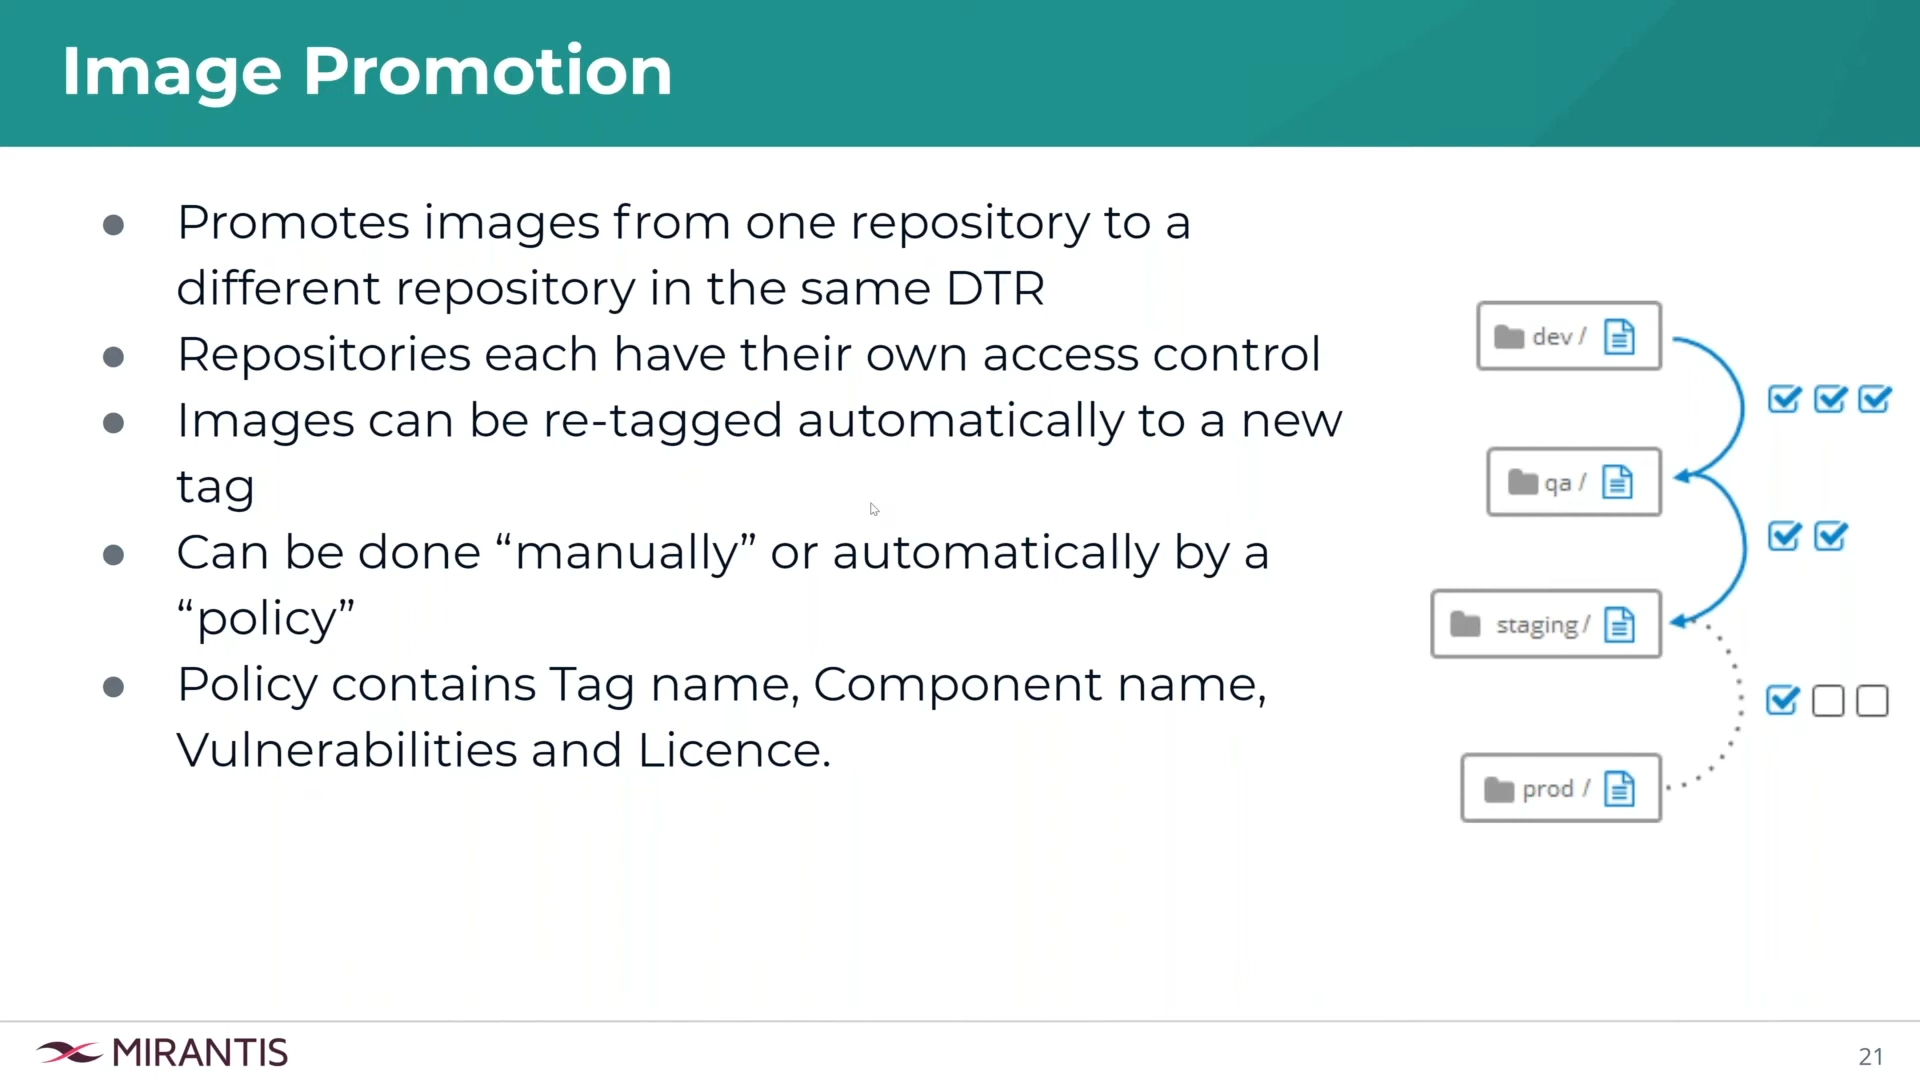 Image Promotion
● Promotes images from one repository to a
different repository in the same DTR
● Repositories each have their own access control
● Images can be re-tagged automatically to a new
tag
● Can be done “manually” or automatically by a
“policy”
● Policy contains Tag name, Component name,
Vulnerabilities and Licence.
dev /
qa /
staging /
prod /
MIRANTIS
21